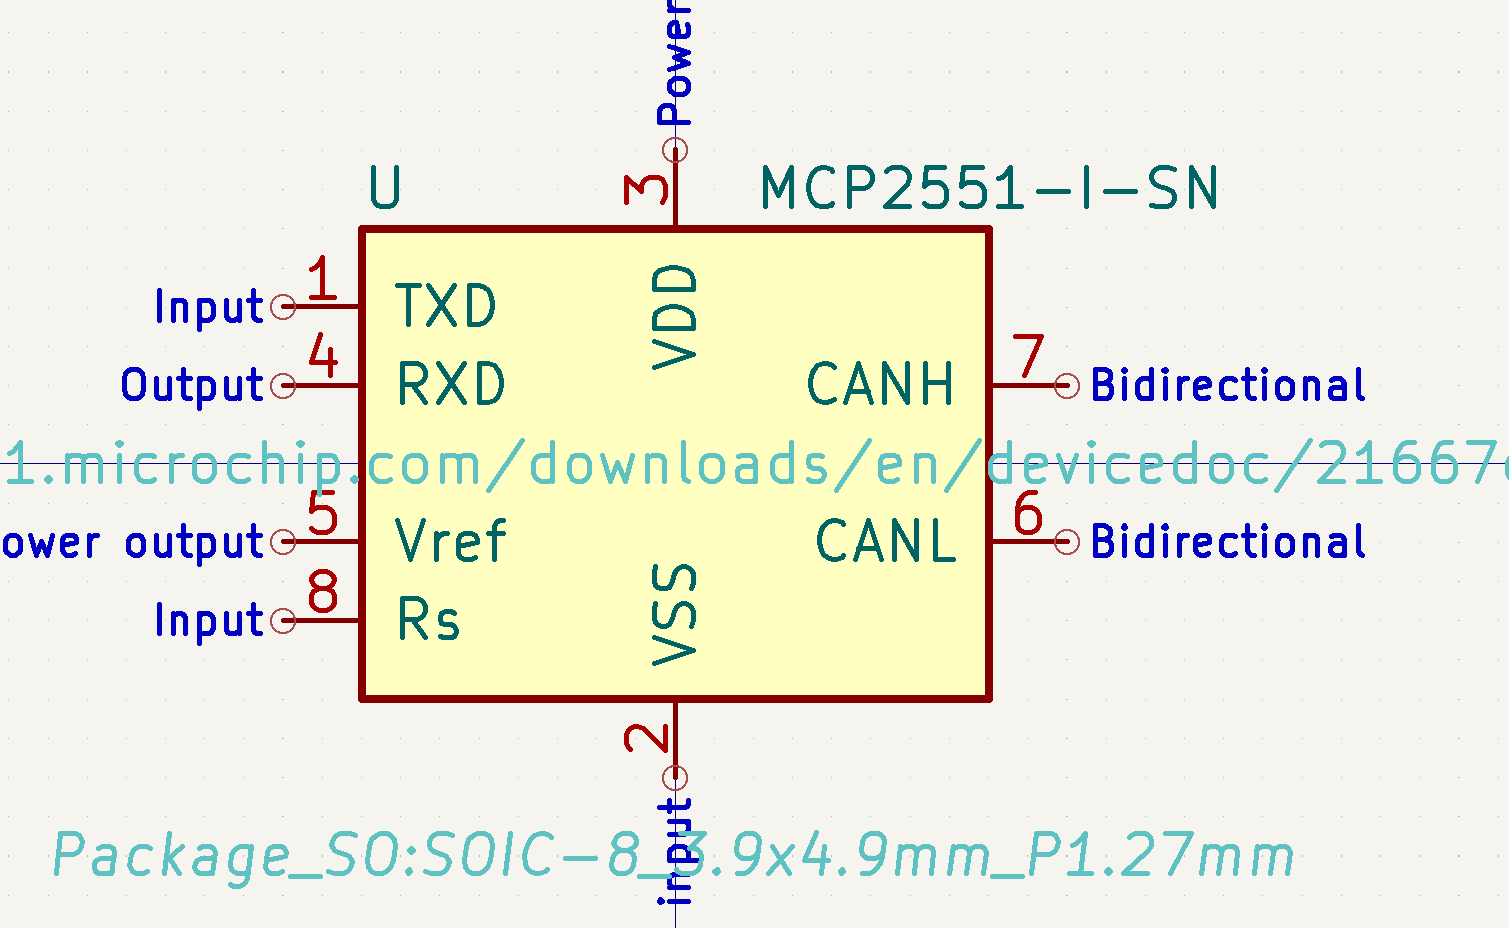 Power
U
3
MCP2551-I-SN
1
Input
TXD
VDD
4
Output
RXD
CANH
7
Bidirectional
1.microchip.com/downloads/en/devicedoc/21667
5
ower output
Vref
CANL
6
Bidirectional
8
Input
Rs
VSS
2
input
Package_SO:SOIC-8_3.9x4.9mm_P1.27mm